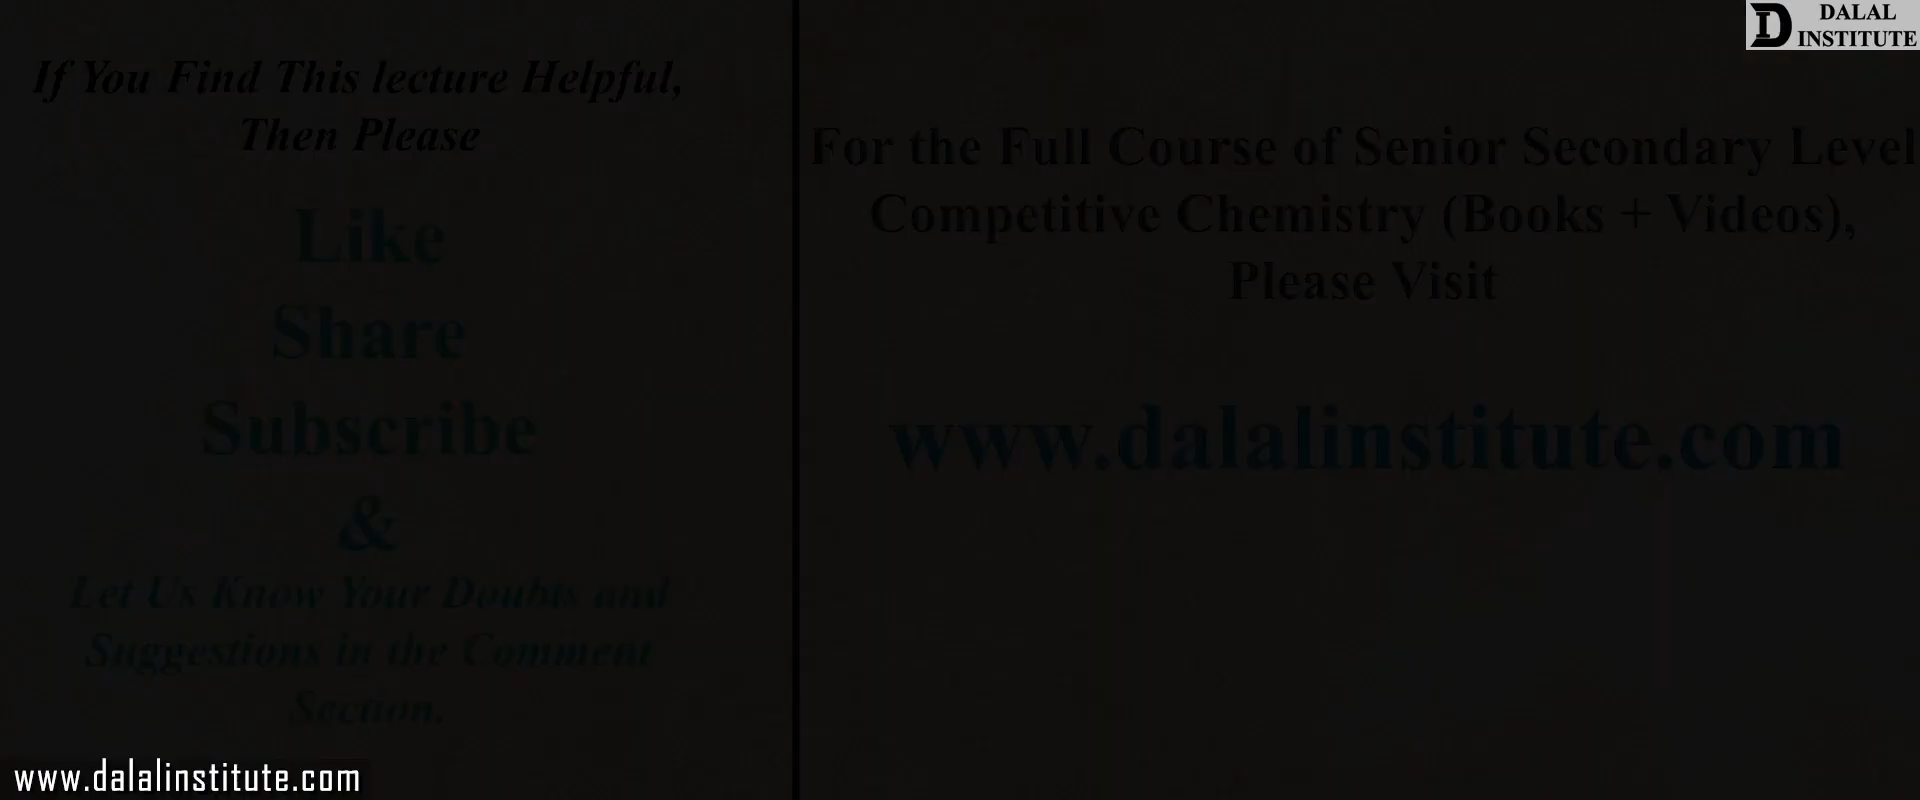 If You Find This lecture Helpful,
Then Please
Like
Share
Subscribe
&
Let Us Know Your Doubts and
Suggestions in the Comment
Section.
DALAL
INSTITUTE
For the Full Course of Senior Secondary Level
Competitive Chemistry (Books + Videos),
Please Visit
www.dalalinstitute.com
www.dalalinstitute.com